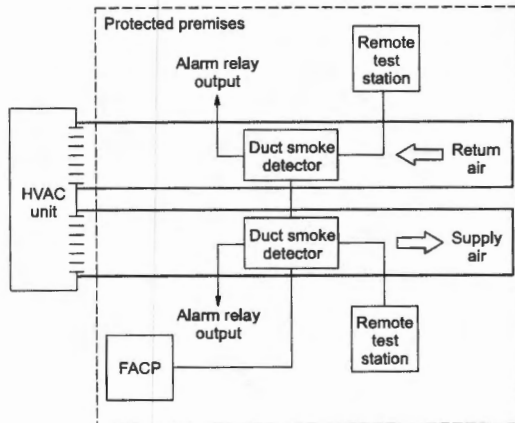 Protected premises
Alarm relay
output
Remote
test
station
Duct smoke
detector
Return
air
HVAC
unit
Duct smoke
detector
Supply
air
Alarm relay
output
Remote
test
station
FACP